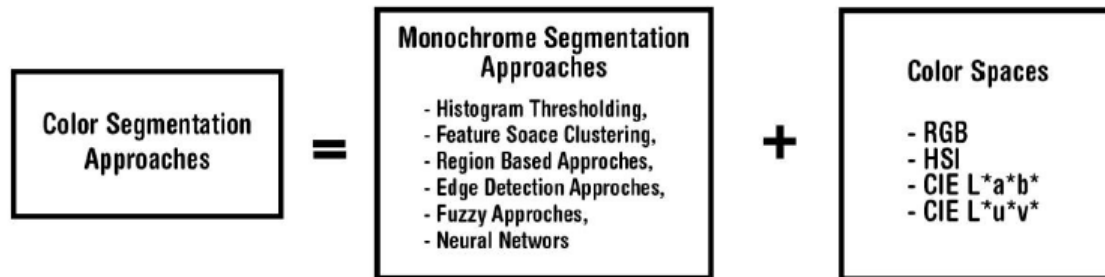 Color Segmentation
Approaches
=
Monochrome Segmentation
Approaches
- Histogram Thresholding,
- Feature Soace Clustering,
- Region Based Approches,
- Edge Detection Approaches,
- Fuzzy Approches,
- Neural Networs
+
Color Spaces
- RGB
- HSI
- CIE L*a*b*
- CIE L*u*v*